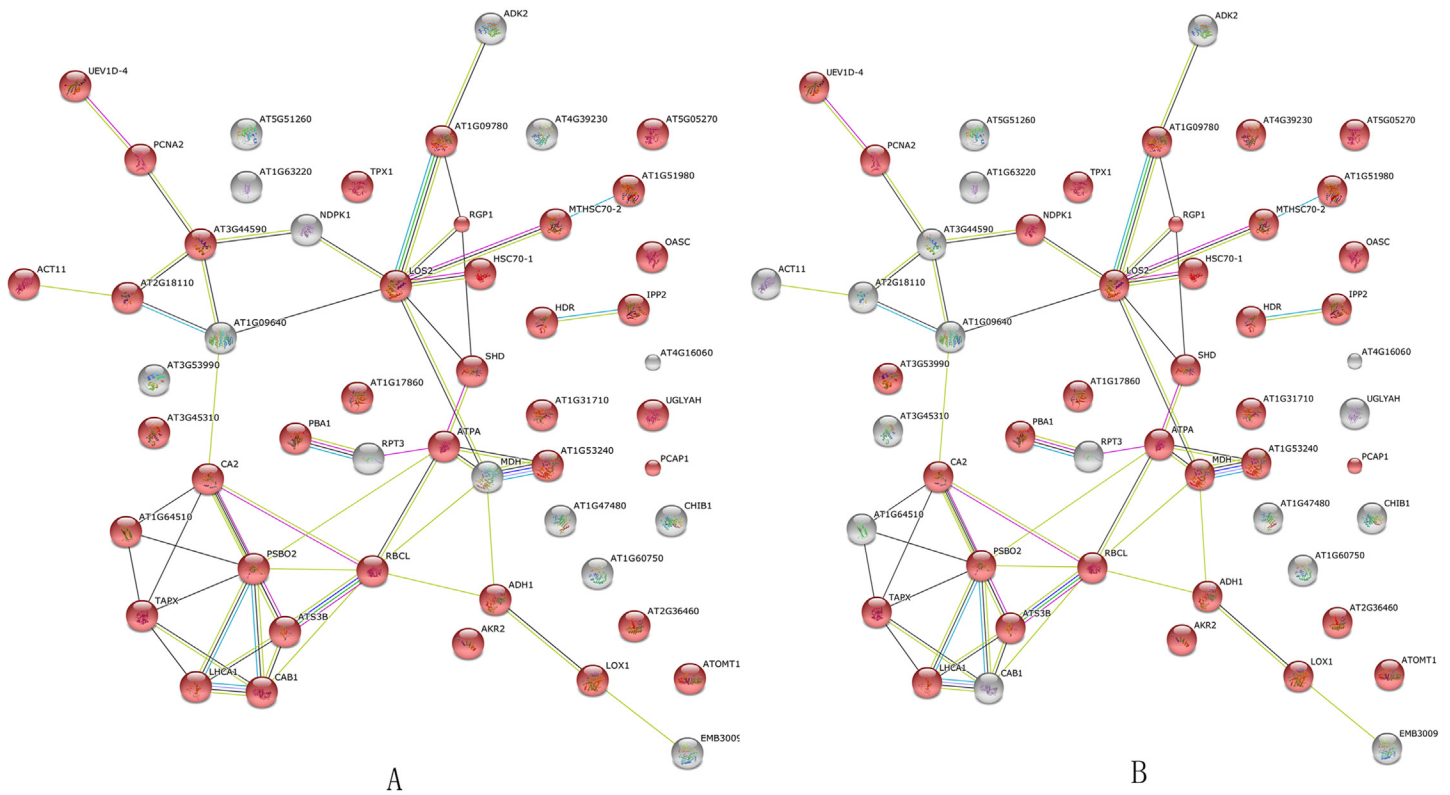 ADK2
UEV1D-4
AT5G51260
AT1G09780
AT4G39230
AT5G05270
PCNA2
AT1G63220
TPX1
AT1G51980
NDPK1
RGP1
MTHSC70-2
AT3G44590
OASC
ACT11
AT2G18110
LOS2
HSC70-1
HDR
IPP2
AT1G09640
AT3G53990
SHD
AT4G16060
AT1G17860
AT3G45310
AT1G31710
UGLYAH
PBA1
RPT3
ATPA
MDH
AT1G53240
PCAP1
CA2
AT1G64510
AT1G47480
CHIB1
PSBO2
RBCL
AT1G60750
TAPX
ADH1
ATS3B
AKR2
AT2G36460
LHCA1
CAB1
LOX1
ATOMT1
EMB3009
A
ADK2
UEV1D-4
AT5G51260
AT1G09780
AT4G39230
AT5G05270
PCNA2
AT1G63220
TPX1
AT1G51980
NDPK1
RGP1
MTHSC70-2
AT3G44590
OASC
ACT11
AT2G18110
LOS2
HSC70-1
HDR
IPP2
AT1G09640
AT3G53990
SHD
AT4G16060
AT1G17860
AT3G45310
AT1G31710
UGLYAH
PBA1
RPT3
ATPA
MDH
AT1G53240
PCAP1
CA2
AT1G64510
AT1G47480
CHIB1
PSBO2
RBCL
AT1G60750
TAPX
ADH1
ATS3B
AKR2
AT2G36460
LHCA1
CAB1
LOX1
ATOMT1
EMB3009
B